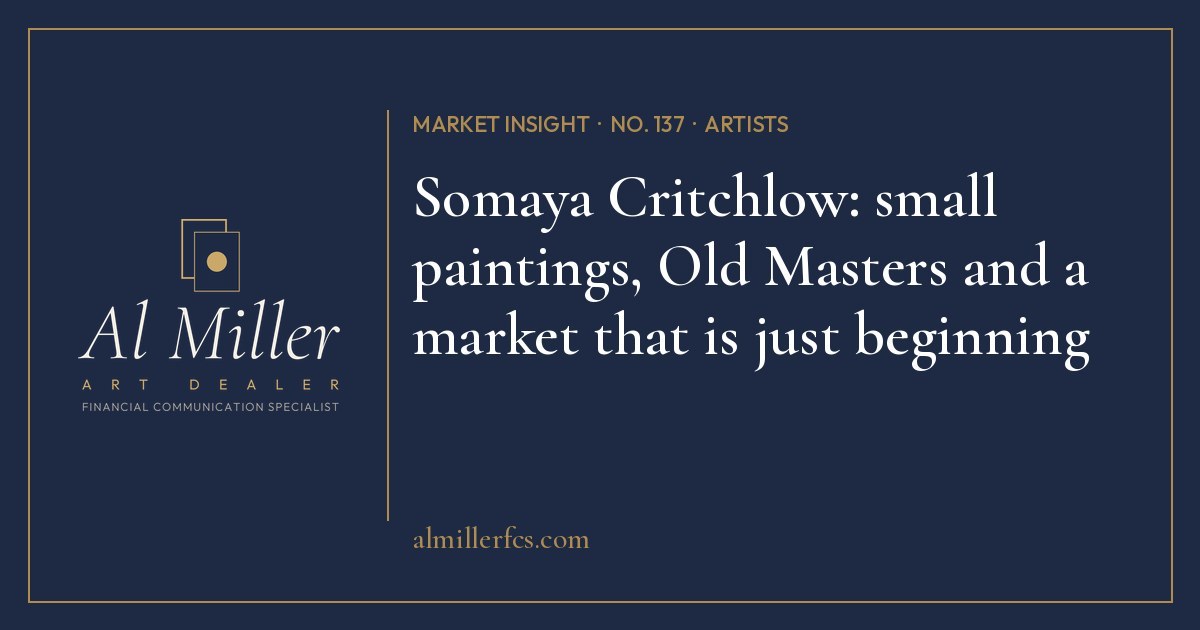 Al Miller
ART DEALER
FINANCIAL COMMUNICATION SPECIALIST
MARKET INSIGHT · NO. 137 · ARTISTS
Somaya Critchlow: small
paintings, Old Masters and a
market that is just beginning
almillerfcs.com